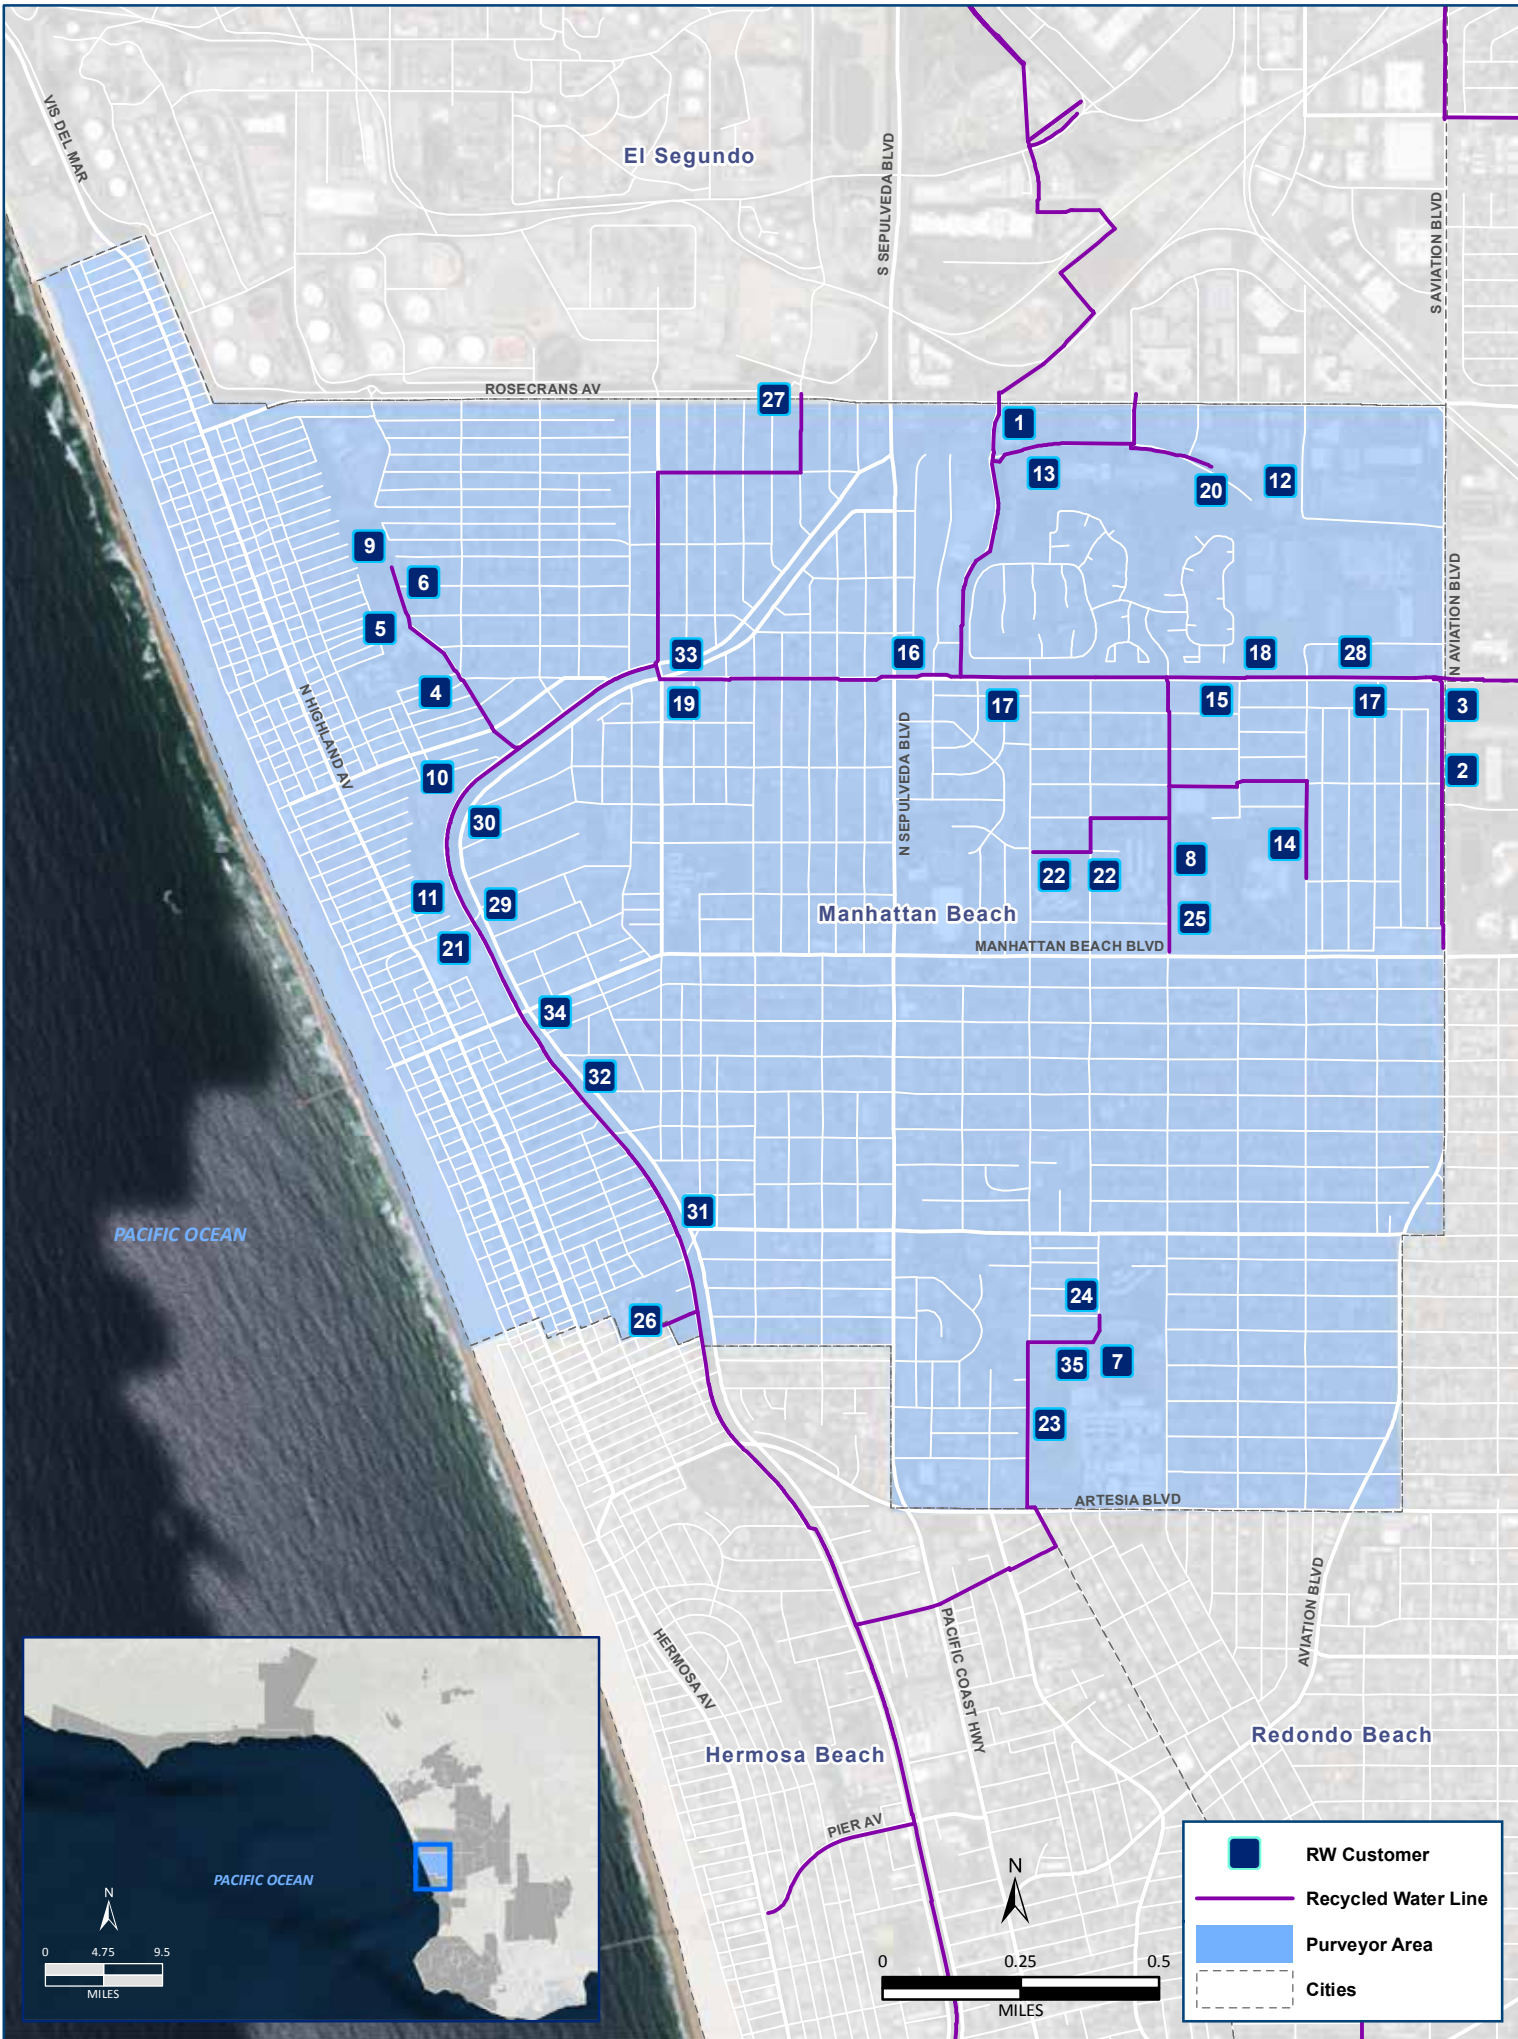 VIS DEL MAR
El Segundo
S SEPULVEDA BLVD
S AVIATION BLVD
ROSECRANS AV
27
1
13
20
12
9
6
5
4
N HIGHLAND AV
33
19
16
17
18
28
15
17
N AVIATION BLVD
3
2
N SEPULVEDA BLVD
10
30
11
29
21
22
22
8
14
25
Manhattan Beach
MANHATTAN BEACH BLVD
34
32
31
26
PACIFIC OCEAN
24
35
7
23
ARTESIA BLVD
HERMOSA AV
PACIFIC COAST HWY
AVIATION BLVD
Hermosa Beach
Redondo Beach
PIER AV
PACIFIC OCEAN
N
0 4.75 9.5
MILES
N
0 0.25 0.5
MILES
RW Customer
Recycled Water Line
Purveyor Area
Cities